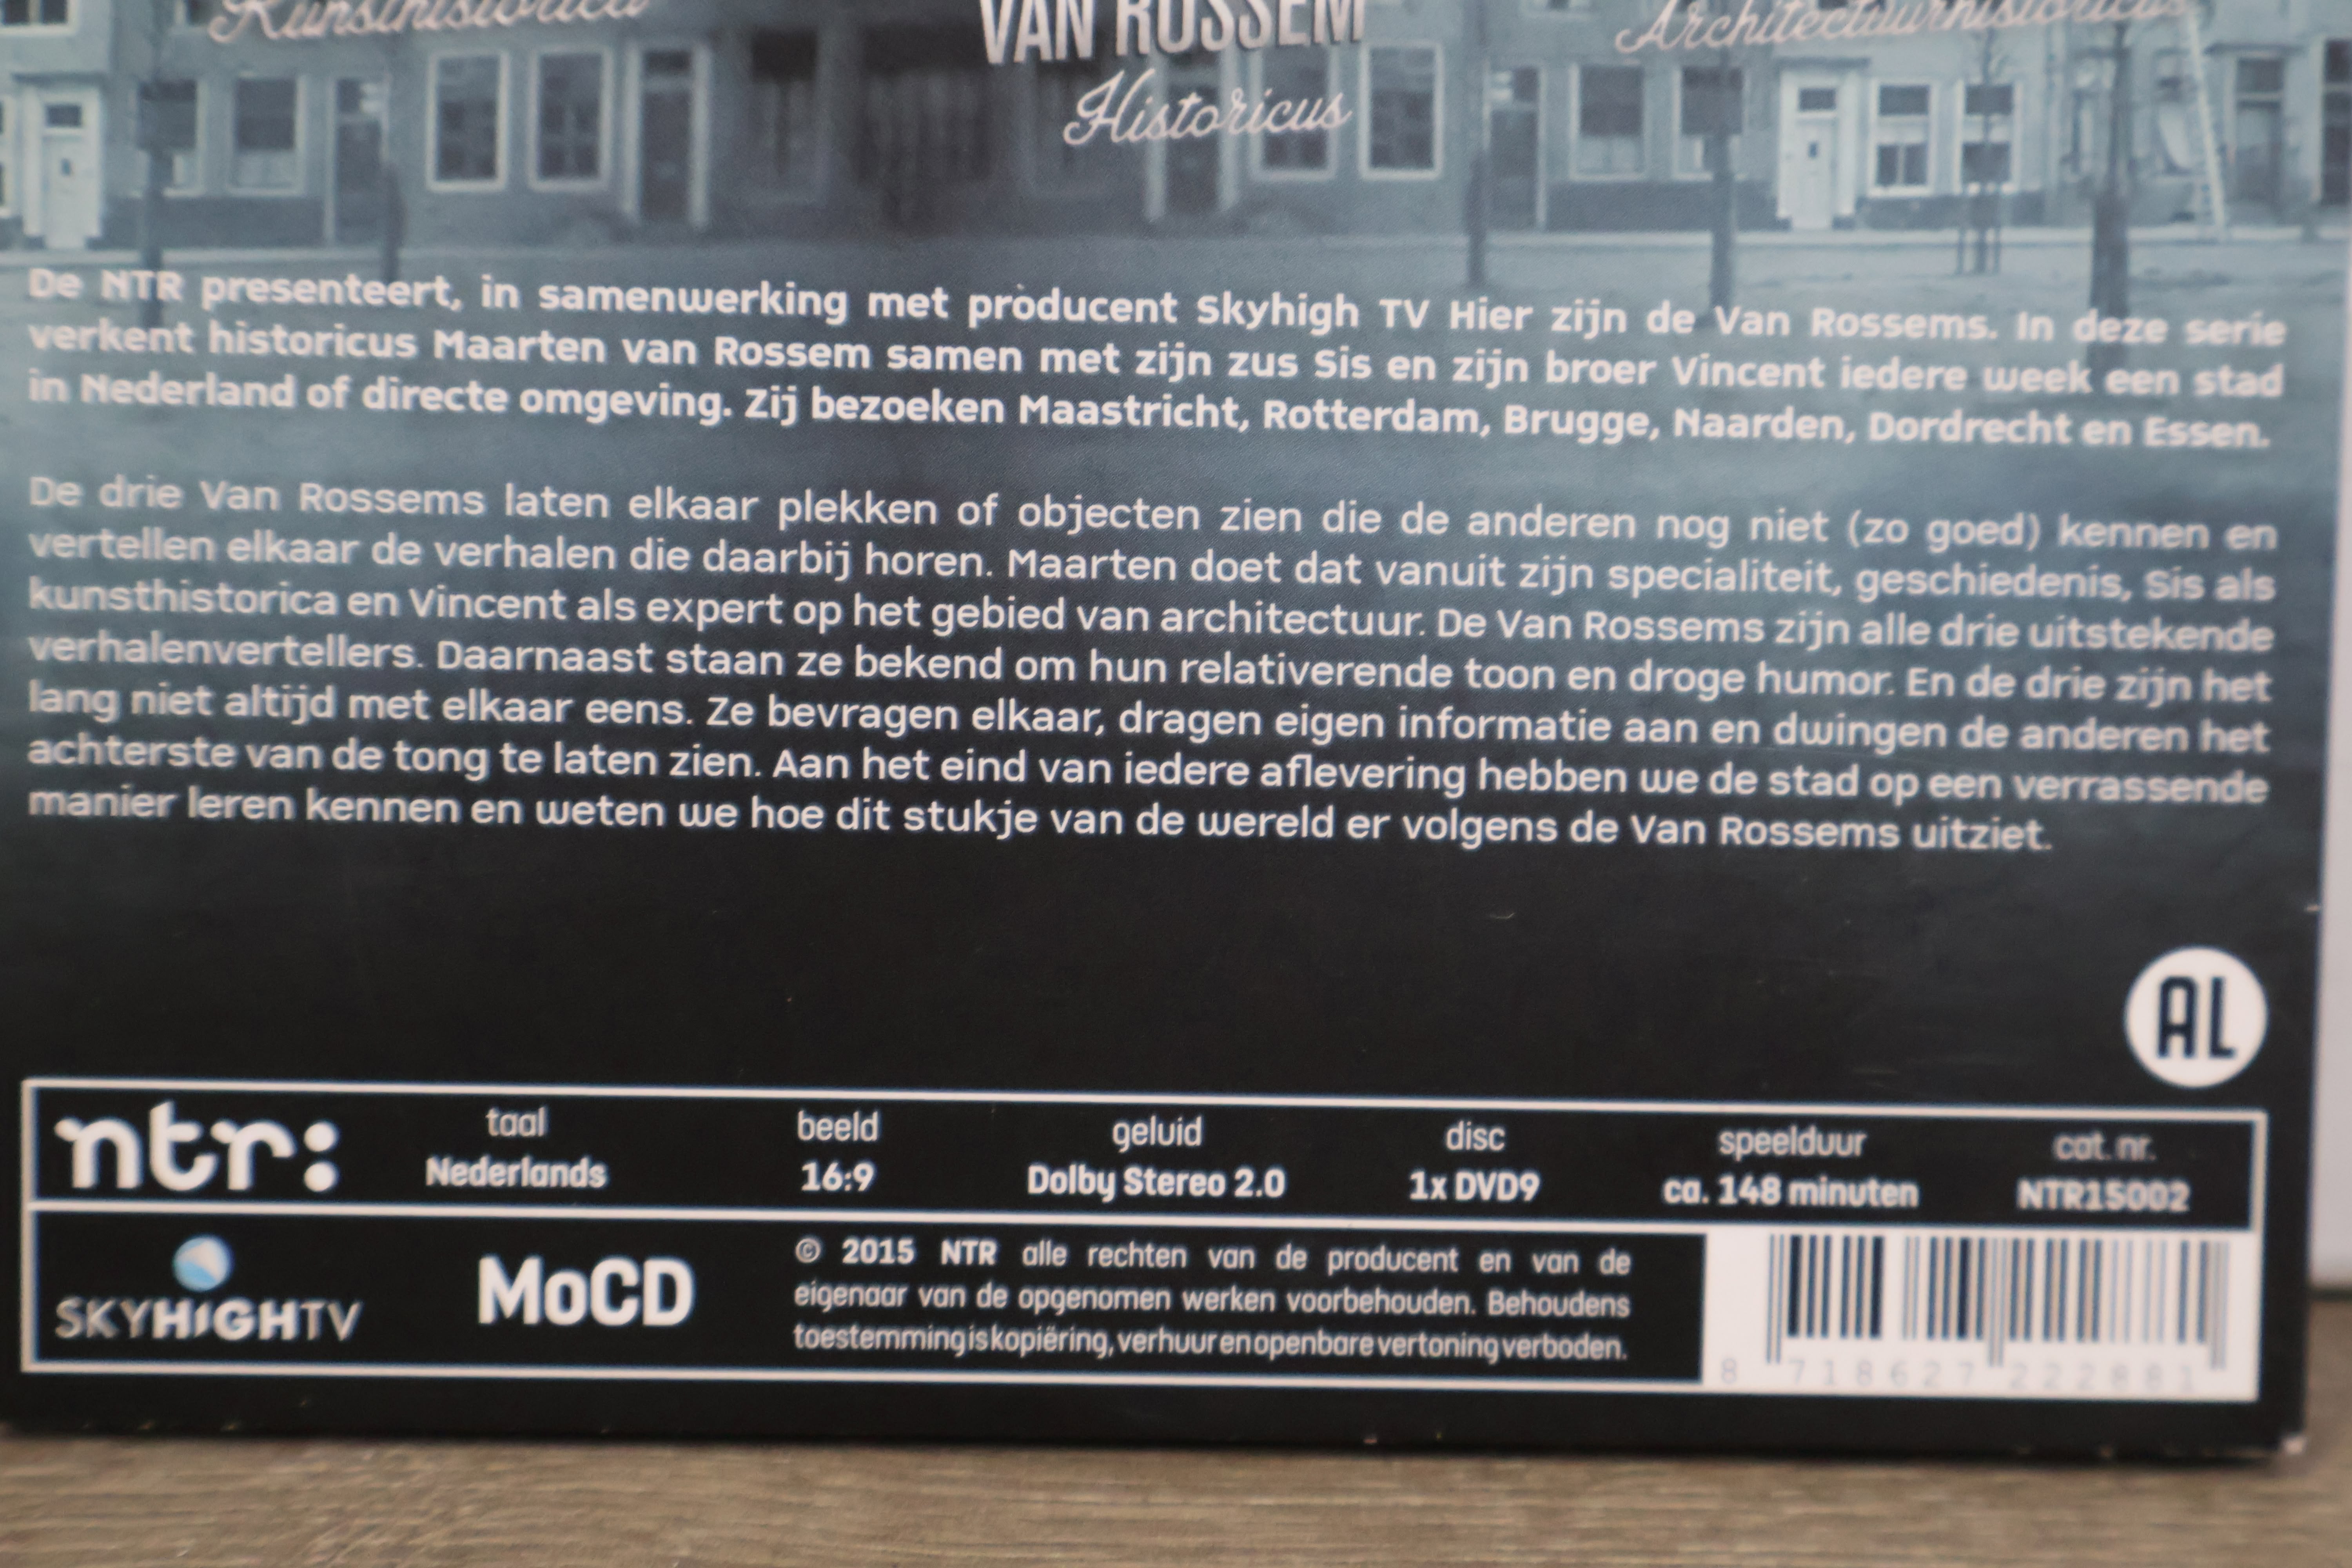 Kunsthistorica
VAN ROSSEM
Architectuurhistoricus
Historicus
De NTR presenteert, in samenwerking met producent Skyhigh TV Hier zijn de Van Rossems. In deze serie
verkent historicus Maarten van Rossem samen met zijn zus Sis en zijn broer Vincent iedere week een stad
in Nederland of directe omgeving. Zij bezoeken Maastricht, Rotterdam, Brugge, Naarden, Dordrecht en Essen.
De drie Van Rossems laten elkaar plekken of objecten zien die de anderen nog niet (zo goed) kennen en
vertellen elkaar de verhalen die daarbij horen. Maarten doet dat vanuit zijn specialiteit, geschiedenis, Sis als
kunsthistorica en Vincent als expert op het gebied van architectuur. De Van Rossems zijn alle drie uitstekende
verhalenvertellers. Daarnaast staan ze bekend om hun relativerende toon en droge humor. En de drie zijn het
lang niet altijd met elkaar eens. Ze bevragen elkaar, dragen eigen informatie aan en dwingen de anderen het
achterste van de tong te laten zien. Aan het eind van iedere aflevering hebben we de stad op een verrassende
manier leren kennen en weten we hoe dit stukje van de wereld er volgens de Van Rossems uitziet.
AL
ntr:
taal
Nederlands
beeld
16:9
geluid
Dolby Stereo 2.0
disc
1x DVD9
speelduur
ca. 148 minuten
cat. nr.
NTR15002
SKYHIGHTV
MoCD
© 2015 NTR alle rechten van de producent en van de
eigenaar van de opgenomen werken voorbehouden. Behoudens
toestemming is kopiëring, verhuur en openbare vertoning verboden.
8 718627 222881